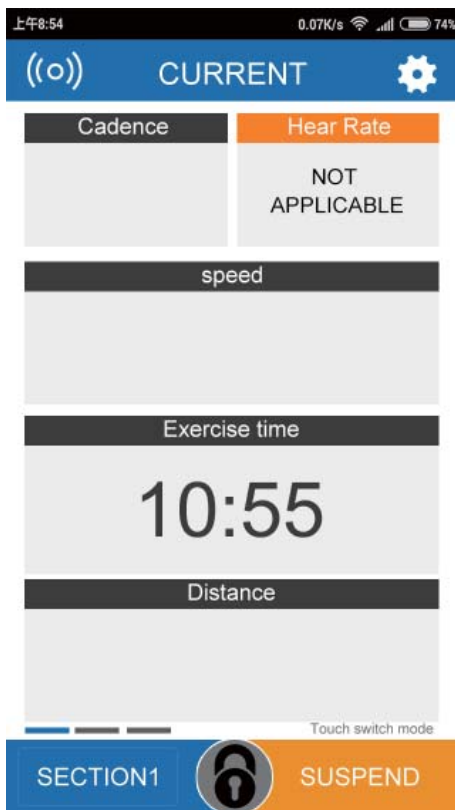 上午8:54 0.07K/s 74%
CURRENT
Cadence Hear Rate
NOT
APPLICABLE
speed
Exercise time
10:55
Distance
Touch switch mode
SECTION1 SUSPEND